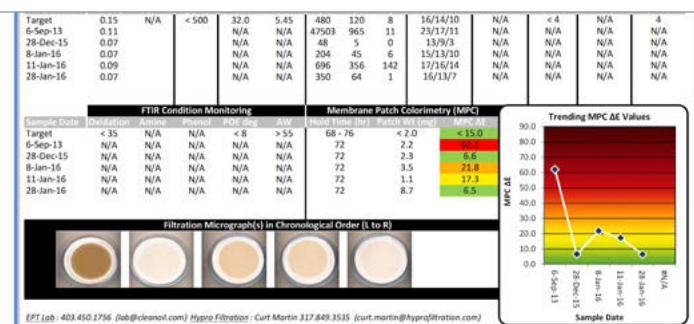 Target 0.15 N/A < 500 32.0 5.45 480 120 8 16/14/10 N/A < 4 N/A 4
6-Sep-13 0.11 N/A N/A 47503 965 11 23/17/11 N/A N/A N/A N/A
28-Dec-15 0.07 N/A N/A 48 5 0 13/9/3 N/A N/A N/A N/A
8-Jan-16 0.07 N/A N/A 204 45 6 15/13/10 N/A N/A N/A N/A
11-Jan-16 0.09 N/A N/A 696 356 142 17/16/14 N/A N/A N/A N/A
28-Jan-16 0.07 N/A N/A 350 64 1 16/13/7 N/A N/A N/A N/A
FTIR Condition Monitoring Membrane Patch Colorimetry (MPC)
Sample Date Oxidation Amine Phenol POE deg AW Hold Time (hr) Patch Wt (mg) MPC ΔE
Target < 35 N/A N/A < 8 > 55 68 - 76 < 2.0 < 15.0
6-Sep-13 N/A N/A N/A N/A N/A 72 2.2 62.1
28-Dec-15 N/A N/A N/A N/A N/A 72 2.3 6.6
8-Jan-16 N/A N/A N/A N/A N/A 72 3.5 21.8
11-Jan-16 N/A N/A N/A N/A N/A 72 1.1 17.3
28-Jan-16 N/A N/A N/A N/A N/A 72 8.7 6.5
Trending MPC ΔE Values
MPC ΔE
90.0
80.0
70.0
60.0
50.0
40.0
30.0
20.0
10.0
0.0
6-Sep-13 28-Dec-15 8-Jan-16 11-Jan-16 28-Jan-16 #N/A
Sample Date
Filtration Micrograph(s) in Chronological Order (L to R)
EPT Lab : 403.450.1756 (lab@cleanoil.com) Hypro Filtration : Curt Martin 317.849.3535 (curt.martin@hyprofiltration.com)